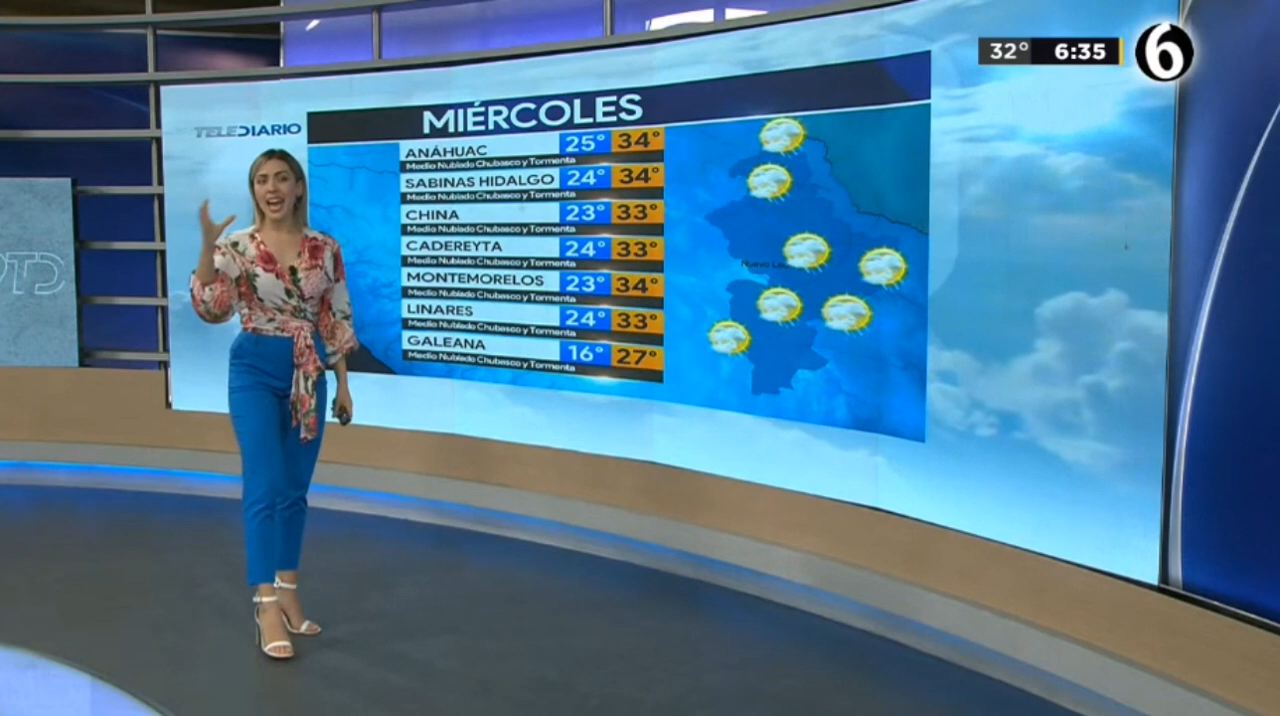 32° 6:35 6
TELEDIARIO
MIÉRCOLES
ANÁHUAC 25° 34°
Medio Nublado Chubasco y Tormenta
SABINAS HIDALGO 24° 34°
Medio Nublado Chubasco y Tormenta
CHINA 23° 33°
Medio Nublado Chubasco y Tormenta
CADEREYTA 24° 33°
Medio Nublado Chubasco y Tormenta
MONTEMORELOS 23° 34°
Medio Nublado Chubasco y Tormenta
LINARES 24° 33°
Medio Nublado Chubasco y Tormenta
GALEANA 16° 27°
Medio Nublado Chubasco y Tormenta
TD